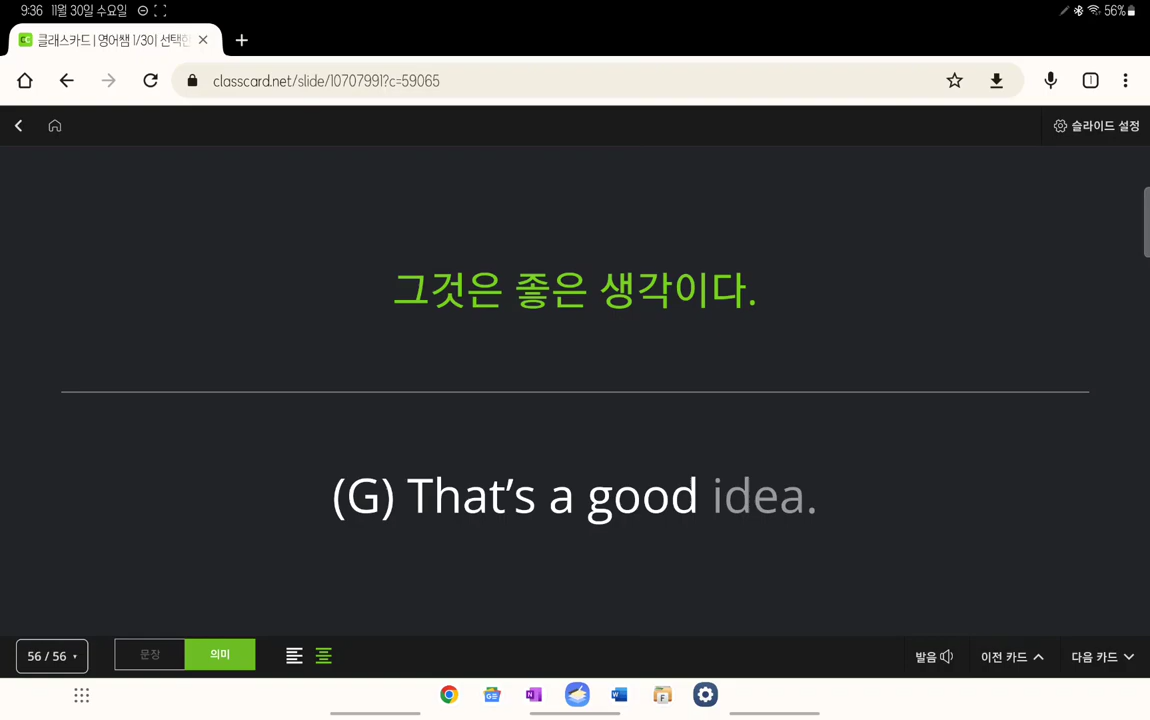 9:36 11월 30일 수요일
56%
클래스카드 | 영어쌤 1/3이 선택한
classcard.net/slide/10707991?c=59065
1
슬라이드 설정
그것은 좋은 생각이다.
(G) That’s a good idea.
56 / 56
문장 의미
발음 이전 카드 다음 카드